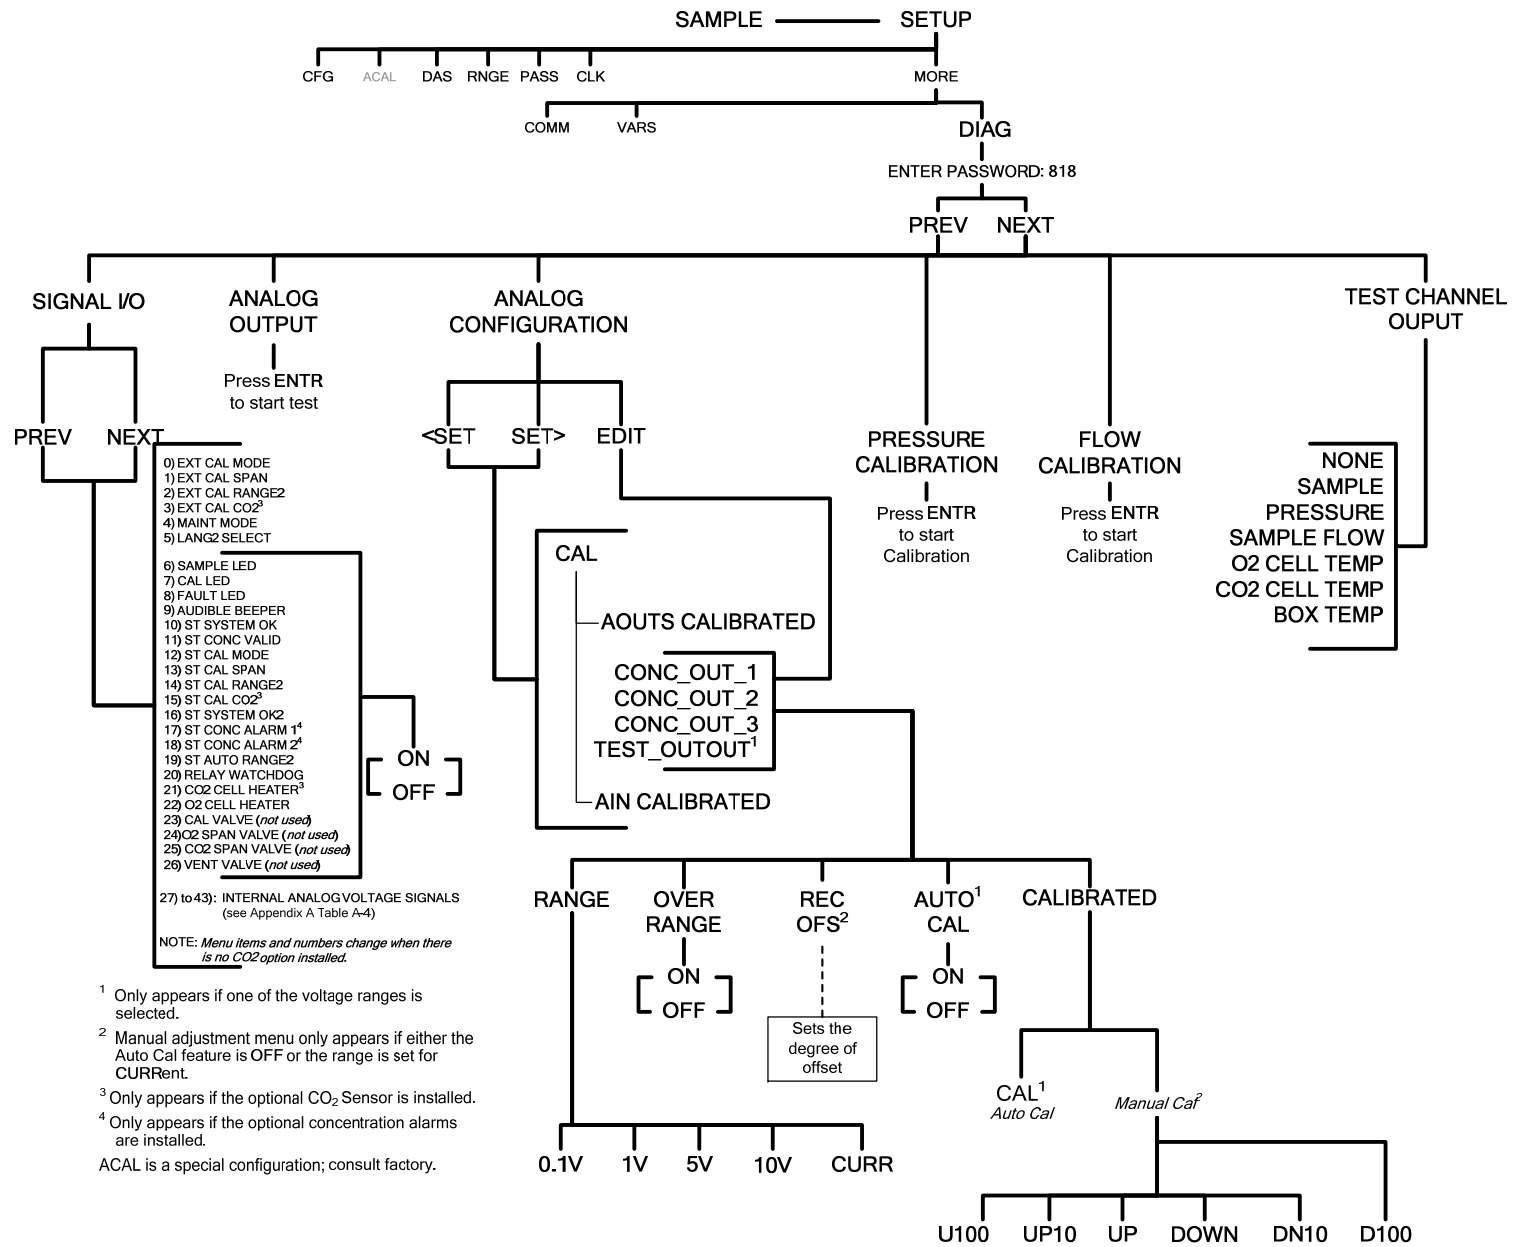 SAMPLE SETUP
CFG ACAL DAS RNGE PASS CLK MORE
COMM VARS
DIAG
ENTER PASSWORD: 818
PREV NEXT
SIGNAL I/O
PREV NEXT
0) EXT CAL MODE
1) EXT CAL SPAN
2) EXT CAL RANGE2
3) EXT CAL CO2³
4) MAINT MODE
5) LANG2 SELECT
6) SAMPLE LED
7) CAL LED
8) FAULT LED
9) AUDIBLE BEEPER
10) ST SYSTEM OK
11) ST CONC VALID
12) ST CAL MODE
13) ST CAL SPAN
14) ST CAL RANGE2
15) ST CAL CO2³
16) ST SYSTEM OK2
17) ST CONC ALARM 1⁴
18) ST CONC ALARM 2⁴
19) ST AUTO RANGE2
20) RELAY WATCHDOG
21) CO2 CELL HEATER³
22) O2 CELL HEATER
23) CAL VALVE (not used)
24)O2 SPAN VALVE (not used)
25) CO2 SPAN VALVE (not used)
26) VENT VALVE (not used)
ON
OFF
27) to 43): INTERNAL ANALOG VOLTAGE SIGNALS
(see Appendix A Table A-4)
NOTE: Menu items and numbers change when there
is no CO2 option installed.
ANALOG
OUTPUT
Press ENTR
to start test
ANALOG
CONFIGURATION
<SET SET> EDIT
CAL
AOUTS CALIBRATED
CONC_OUT_1
CONC_OUT_2
CONC_OUT_3
TEST_OUTOUT¹
AIN CALIBRATED
PRESSURE
CALIBRATION
Press ENTR
to start
Calibration
FLOW
CALIBRATION
Press ENTR
to start
Calibration
TEST CHANNEL
OUPUT
NONE
SAMPLE
PRESSURE
SAMPLE FLOW
O2 CELL TEMP
CO2 CELL TEMP
BOX TEMP
RANGE
0.1V 1V 5V 10V CURR
OVER
RANGE
ON
OFF
REC
OFS²
Sets the
degree of
offset
AUTO¹
CAL
ON
OFF
CALIBRATED
CAL¹
Auto Cal
Manual Cal²
U100 UP10 UP DOWN DN10 D100
¹ Only appears if one of the voltage ranges is
selected.
² Manual adjustment menu only appears if either the
Auto Cal feature is OFF or the range is set for
CURRent.
³ Only appears if the optional CO₂ Sensor is installed.
⁴ Only appears if the optional concentration alarms
are installed.
ACAL is a special configuration; consult factory.